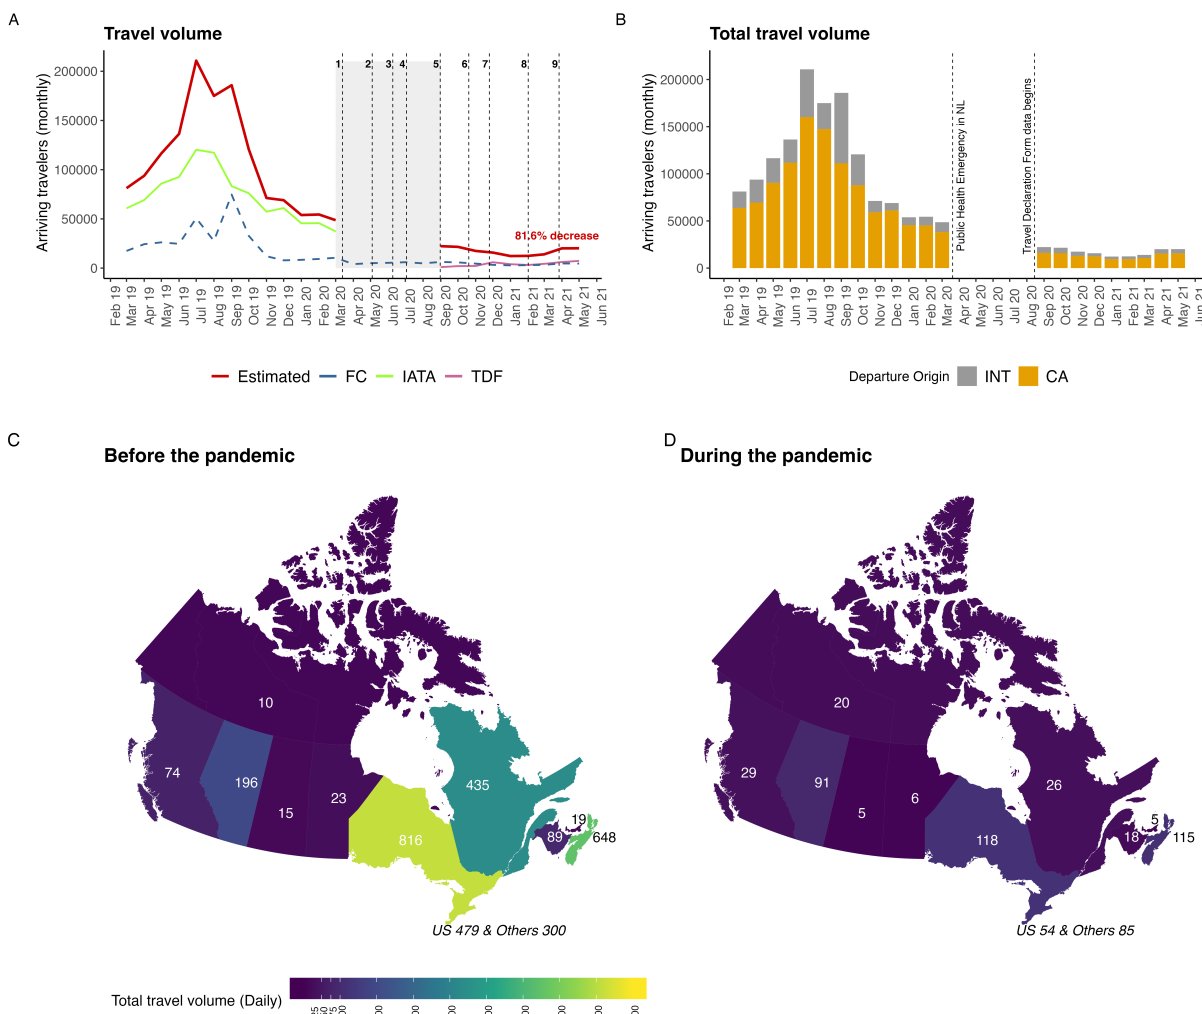 A
Travel volume
Arriving travelers (monthly)
200000
150000
100000
50000
0
1 2 3 4 5 6 7 8 9
81.6% decrease
Feb 19 Mar 19 Apr 19 May 19 Jun 19 Jul 19 Aug 19 Sep 19 Oct 19 Nov 19 Dec 19 Jan 20 Feb 20 Mar 20 Apr 20 May 20 Jun 20 Jul 20 Aug 20 Sep 20 Oct 20 Nov 20 Dec 20 Jan 21 Feb 21 Mar 21 Apr 21 May 21 Jun 21
Estimated FC IATA TDF
B
Total travel volume
Arriving travelers (monthly)
200000
150000
100000
50000
0
Public Health Emergency in NL
Travel Declaration Form data begins
Feb 19 Mar 19 Apr 19 May 19 Jun 19 Jul 19 Aug 19 Sep 19 Oct 19 Nov 19 Dec 19 Jan 20 Feb 20 Mar 20 Apr 20 May 20 Jun 20 Jul 20 Aug 20 Sep 20 Oct 20 Nov 20 Dec 20 Jan 21 Feb 21 Mar 21 Apr 21 May 21 Jun 21
Departure Origin INT CA
C
Before the pandemic
10
74
196
15
23
435
816
89
19
648
US 479 & Others 300
Total travel volume (Daily)
D
During the pandemic
20
29
91
5
6
26
118
18
5
115
US 54 & Others 85